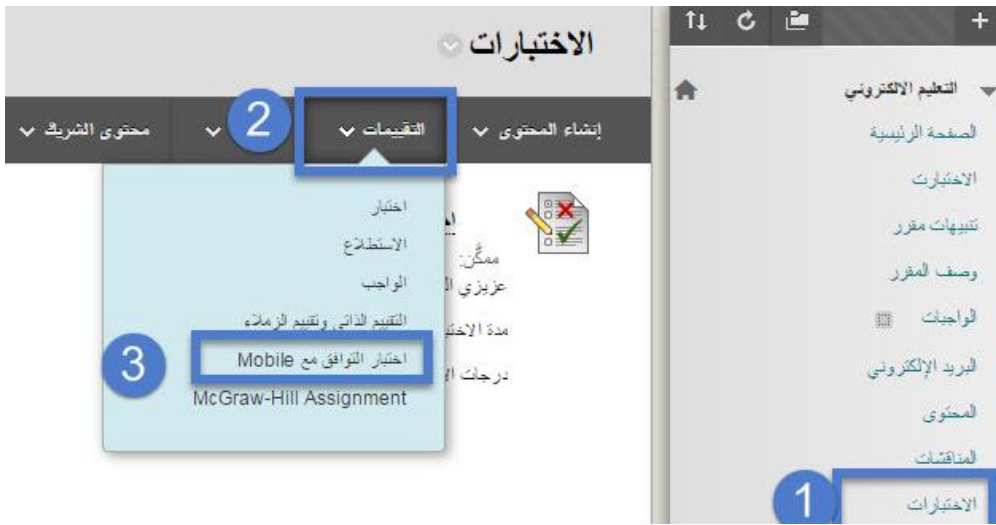 الاختبارات
2
إنشاء المحتوى
التقييمات
محتوى الشريك
اختبار
الاستطلاع
الواجب
التقييم الذاتي وتقييم الزملاء
اختبار التوافق مع Mobile
McGraw-Hill Assignment
3
ممكَّن:
عزيزي
مدة
درجات
التعليم الالكتروني
الصفحة الرئيسية
الاختبارت
تنبيهات مقرر
وصف المقرر
الواجبات
البريد الإلكتروني
المحتوى
المناقشات
الاختبارات
1